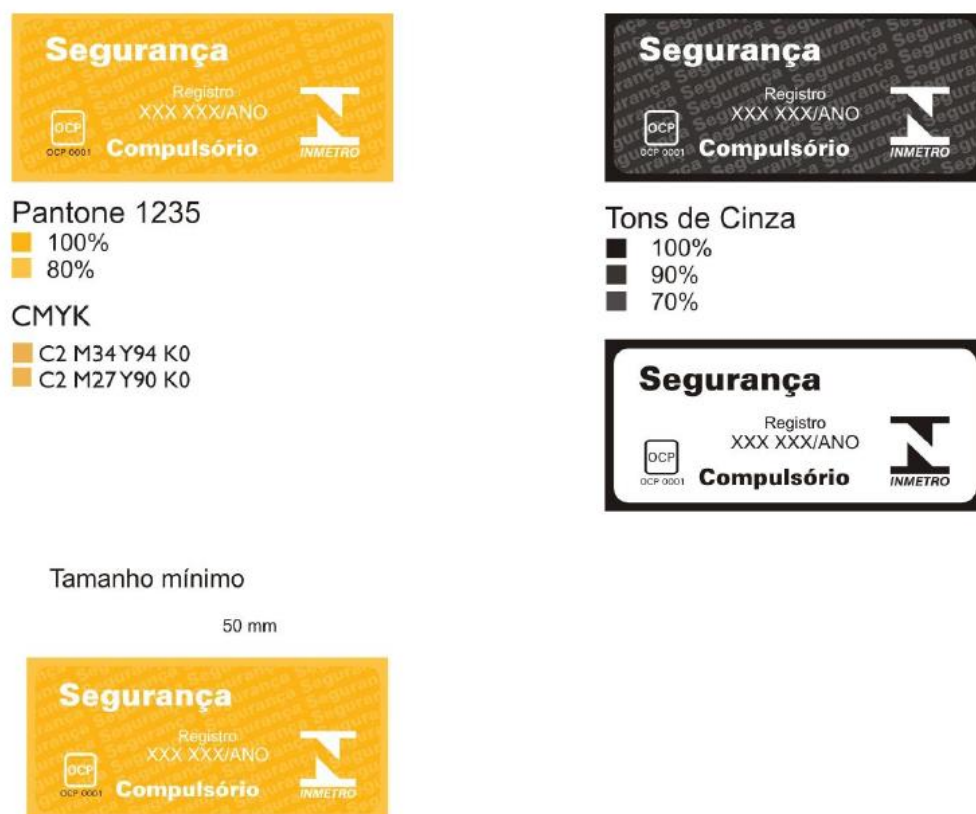 Segurança
Registro
XXX XXX/ANO
OCP
OCP 0001
Compulsório
INMETRO
Pantone 1235
100%
80%
CMYK
C2 M34 Y94 K0
C2 M27 Y90 K0
Segurança
Registro
XXX XXX/ANO
OCP
OCP 0001
Compulsório
INMETRO
Tons de Cinza
100%
90%
70%
Segurança
Registro
XXX XXX/ANO
OCP
OCP 0001
Compulsório
INMETRO
Tamanho mínimo
50 mm
Segurança
Registro
XXX XXX/ANO
OCP
OCP 0001
Compulsório
INMETRO